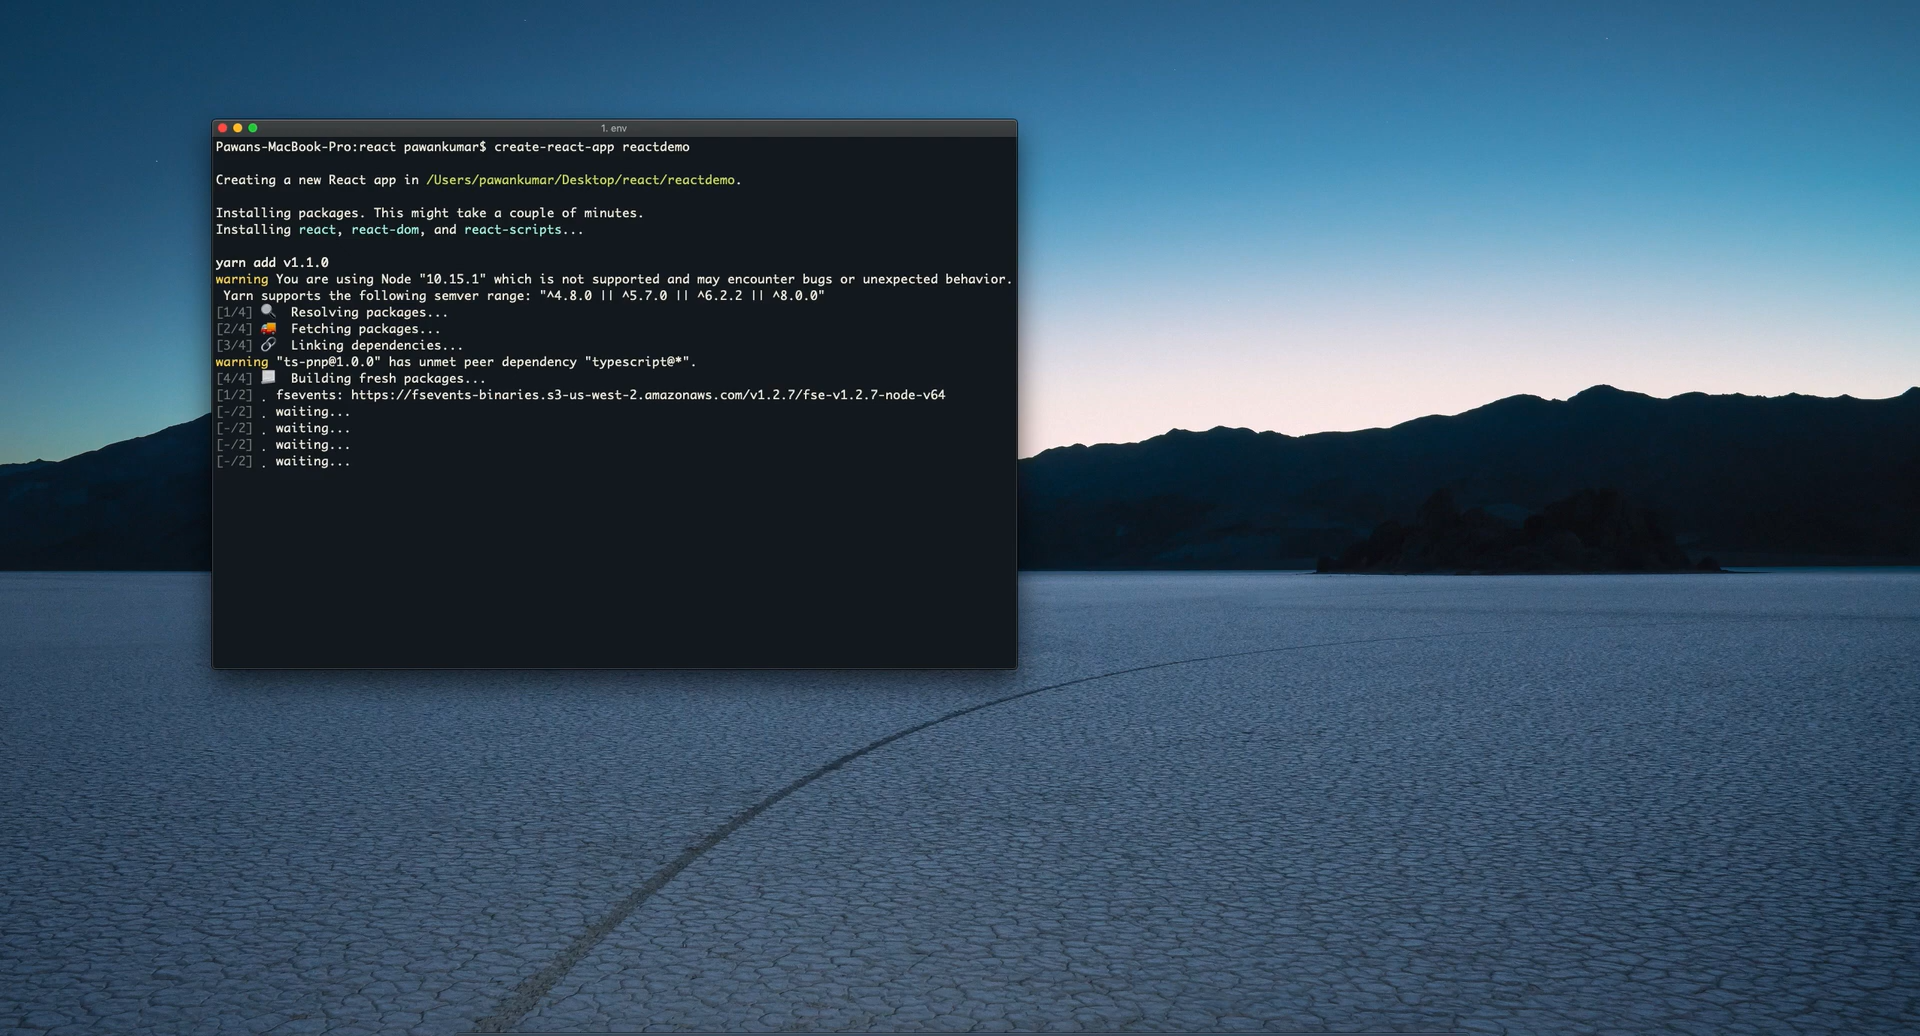 1. env
Pawans-MacBook-Pro:react pawankumar$ create-react-app reactdemo
Creating a new React app in /Users/pawankumar/Desktop/react/reactdemo.
Installing packages. This might take a couple of minutes.
Installing react, react-dom, and react-scripts...
yarn add v1.1.0
warning You are using Node "10.15.1" which is not supported and may encounter bugs or unexpected behavior.
Yarn supports the following semver range: "^4.8.0 || ^5.7.0 || ^6.2.2 || ^8.0.0"
[1/4] 🔍 Resolving packages...
[2/4] 🚚 Fetching packages...
[3/4] 🔗 Linking dependencies...
warning "ts-pnp@1.0.0" has unmet peer dependency "typescript@*".
[4/4] 📃 Building fresh packages...
[1/2] . fsevents: https://fsevents-binaries.s3-us-west-2.amazonaws.com/v1.2.7/fse-v1.2.7-node-v64
[-/2] . waiting...
[-/2] . waiting...
[-/2] . waiting...
[-/2] . waiting...